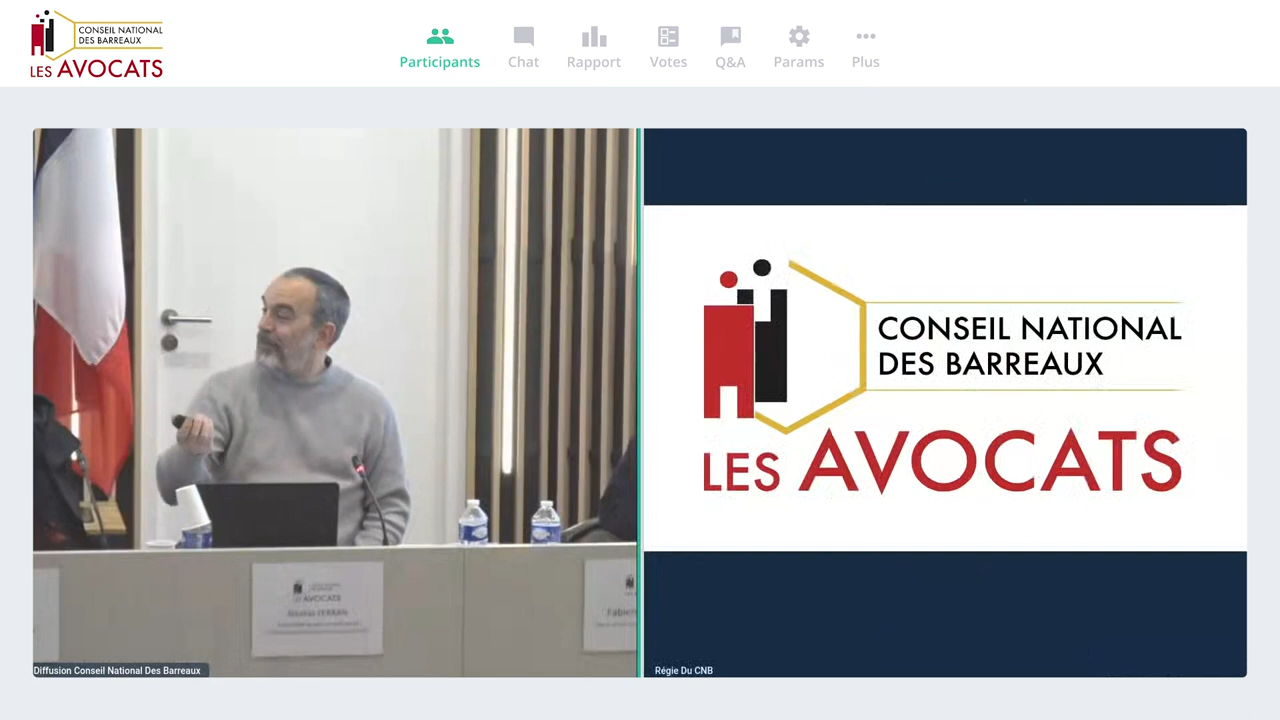 CONSEIL NATIONAL
DES BARREAUX
LES AVOCATS
Participants
Chat
Rapport
Votes
Q&A
Params
Plus
CONSEIL NATIONAL
DES BARREAUX
LES AVOCATS
AVOCATS
Diffusion Conseil National Des Barreaux
Régie Du CNB